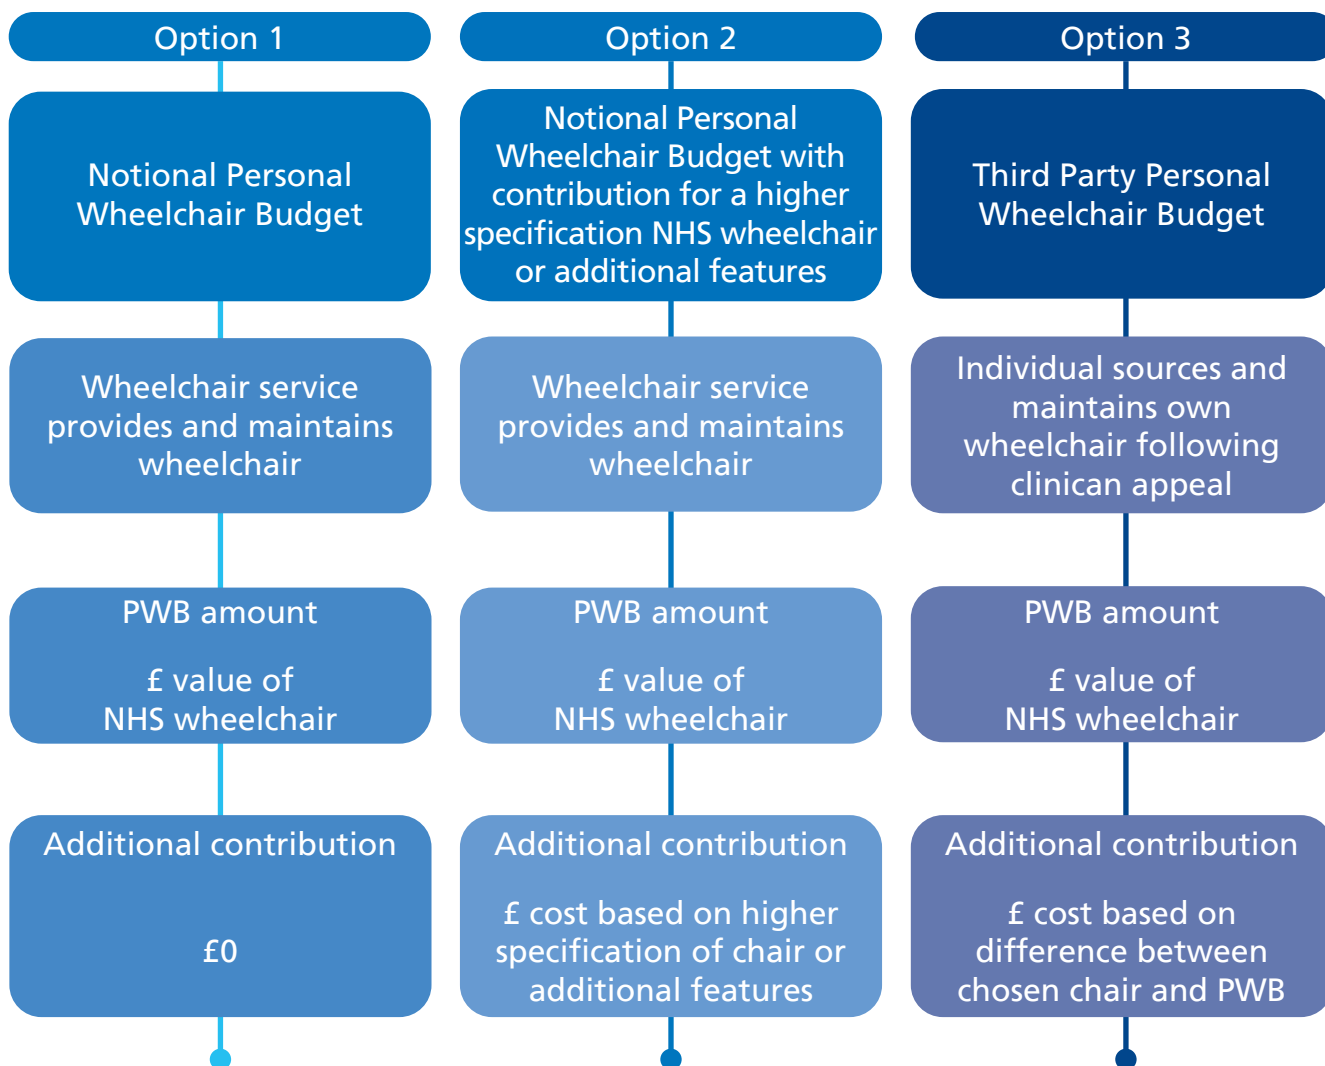 Option 1
Notional Personal
Wheelchair Budget
Wheelchair service
provides and maintains
wheelchair
PWB amount
£ value of
NHS wheelchair
Additional contribution
£0
Option 2
Notional Personal
Wheelchair Budget with
contribution for a higher
specification NHS wheelchair
or additional features
Wheelchair service
provides and maintains
wheelchair
PWB amount
£ value of
NHS wheelchair
Additional contribution
£ cost based on higher
specification of chair or
additional features
Option 3
Third Party Personal
Wheelchair Budget
Individual sources and
maintains own
wheelchair following
clinican appeal
PWB amount
£ value of
NHS wheelchair
Additional contribution
£ cost based on
difference between
chosen chair and PWB